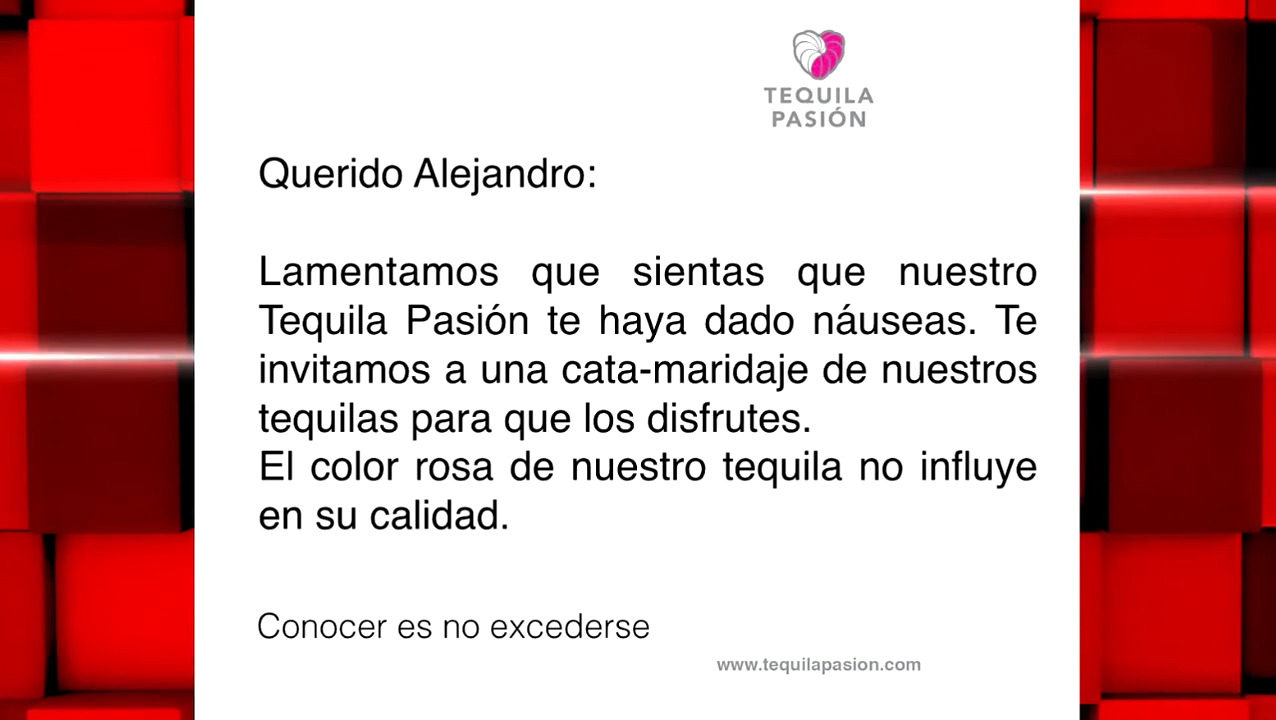 TEQUILA
PASIÓN
Querido Alejandro:
Lamentamos que sientas que nuestro
Tequila Pasión te haya dado náuseas. Te
invitamos a una cata-maridaje de nuestros
tequilas para que los disfrutes.
El color rosa de nuestro tequila no influye
en su calidad.
Conocer es no excederse
www.tequilapasion.com